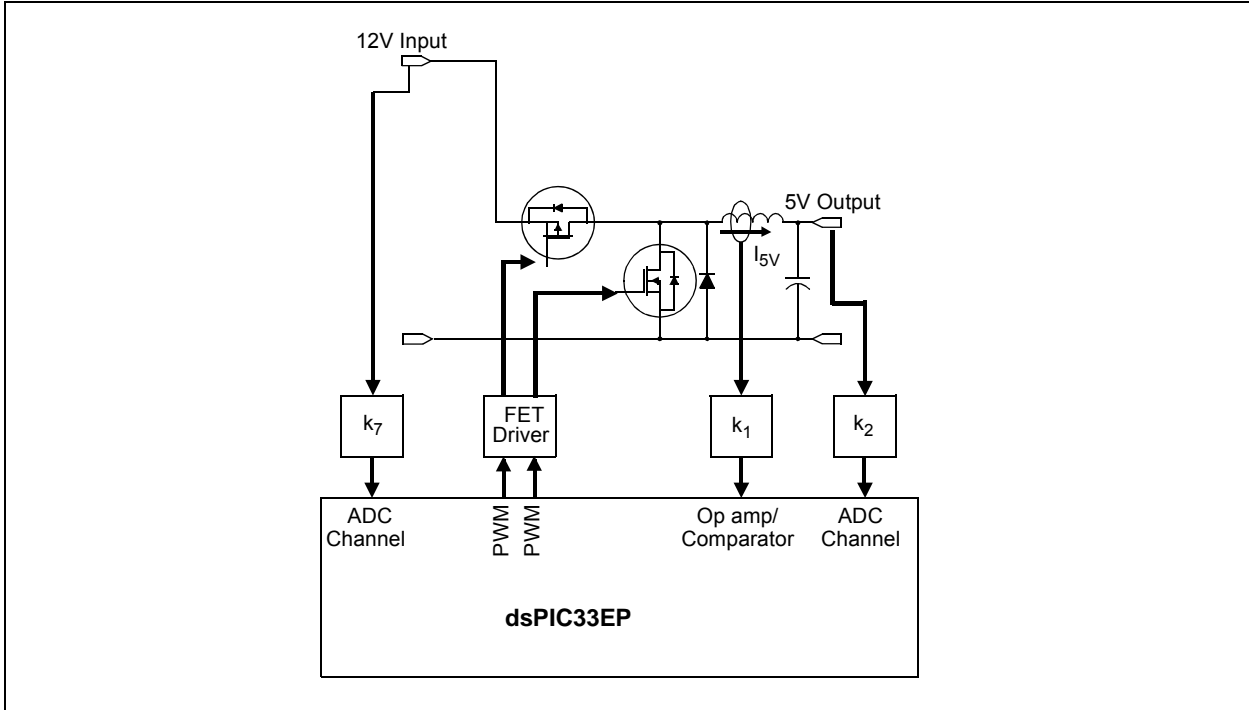 12V Input
5V Output
I5V
k7
FET
Driver
k1
k2
ADC
Channel
PWM
PWM
Op amp/
Comparator
ADC
Channel
dsPIC33EP